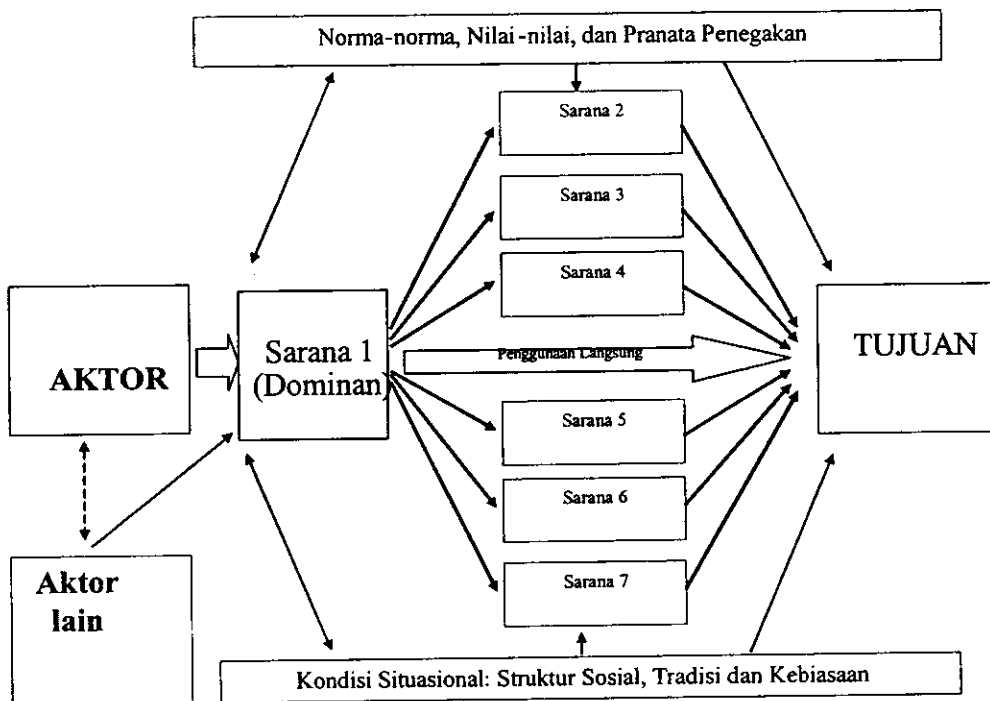 Norma-norma, Nilai-nilai, dan Pranata Penegakan
Sarana 2
Sarana 3
Sarana 4
AKTOR
Sarana 1
(Dominan)
Penggunaan Langsung
TUJUAN
Sarana 5
Sarana 6
Sarana 7
Aktor
lain
Kondisi Situasional: Struktur Sosial, Tradisi dan Kebiasaan